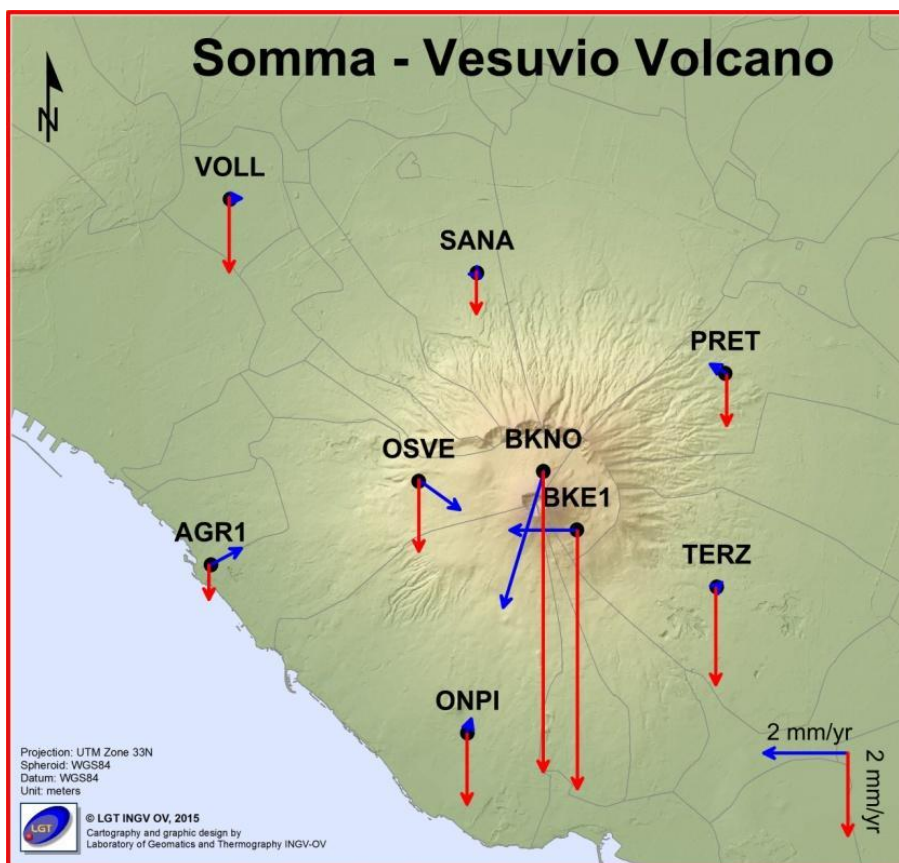 Somma - Vesuvio Volcano
N
VOLL
SANA
PRET
OSVE
BKNO
BKE1
AGR1
TERZ
ONPI
2 mm/yr
2 mm/yr
Projection: UTM Zone 33N
Spheroid: WGS84
Datum: WGS84
Unit: meters
LGT
© LGT INGV OV, 2015
Cartography and graphic design by
Laboratory of Geomatics and Thermography INGV-OV